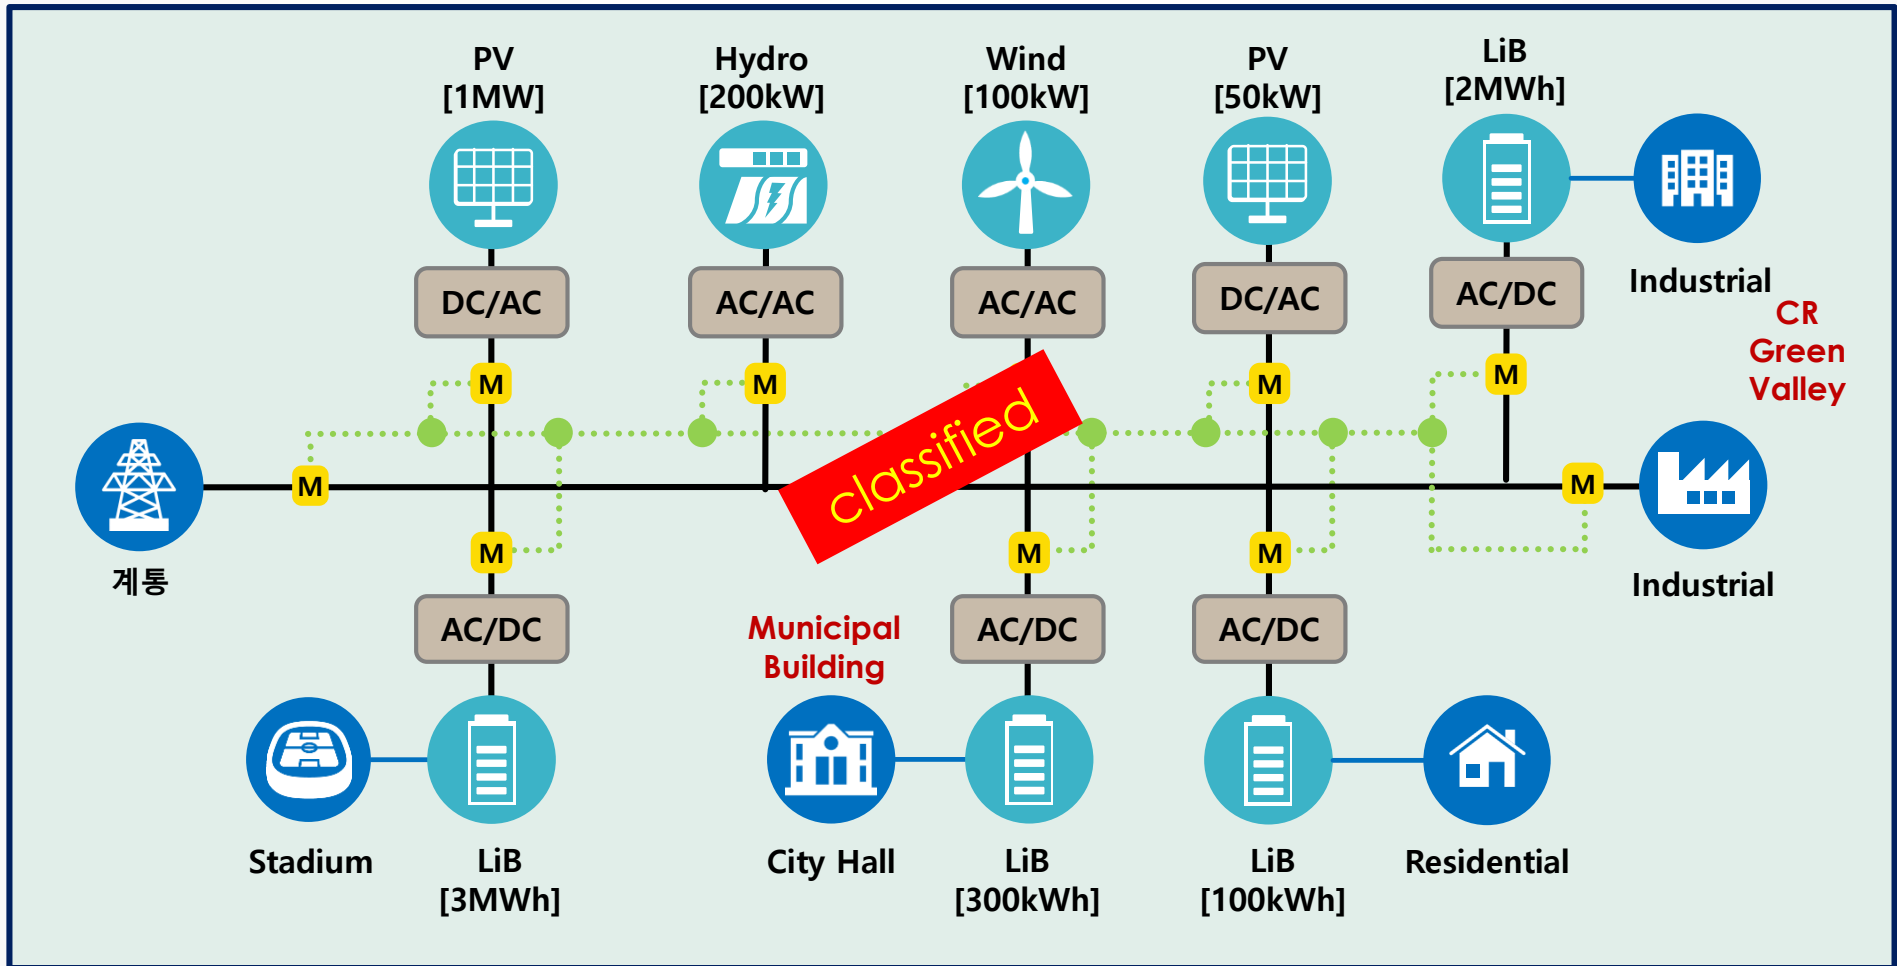 PV
[1MW]
Hydro
[200kW]
Wind
[100kW]
PV
[50kW]
LiB
[2MWh]
DC/AC
AC/AC
AC/AC
DC/AC
AC/DC
Industrial
CR
Green
Valley
M
M
M
M
classified
M
M
계통
M
M
M
Industrial
AC/DC
Municipal
Building
AC/DC
AC/DC
Stadium
LiB
[3MWh]
City Hall
LiB
[300kWh]
LiB
[100kWh]
Residential